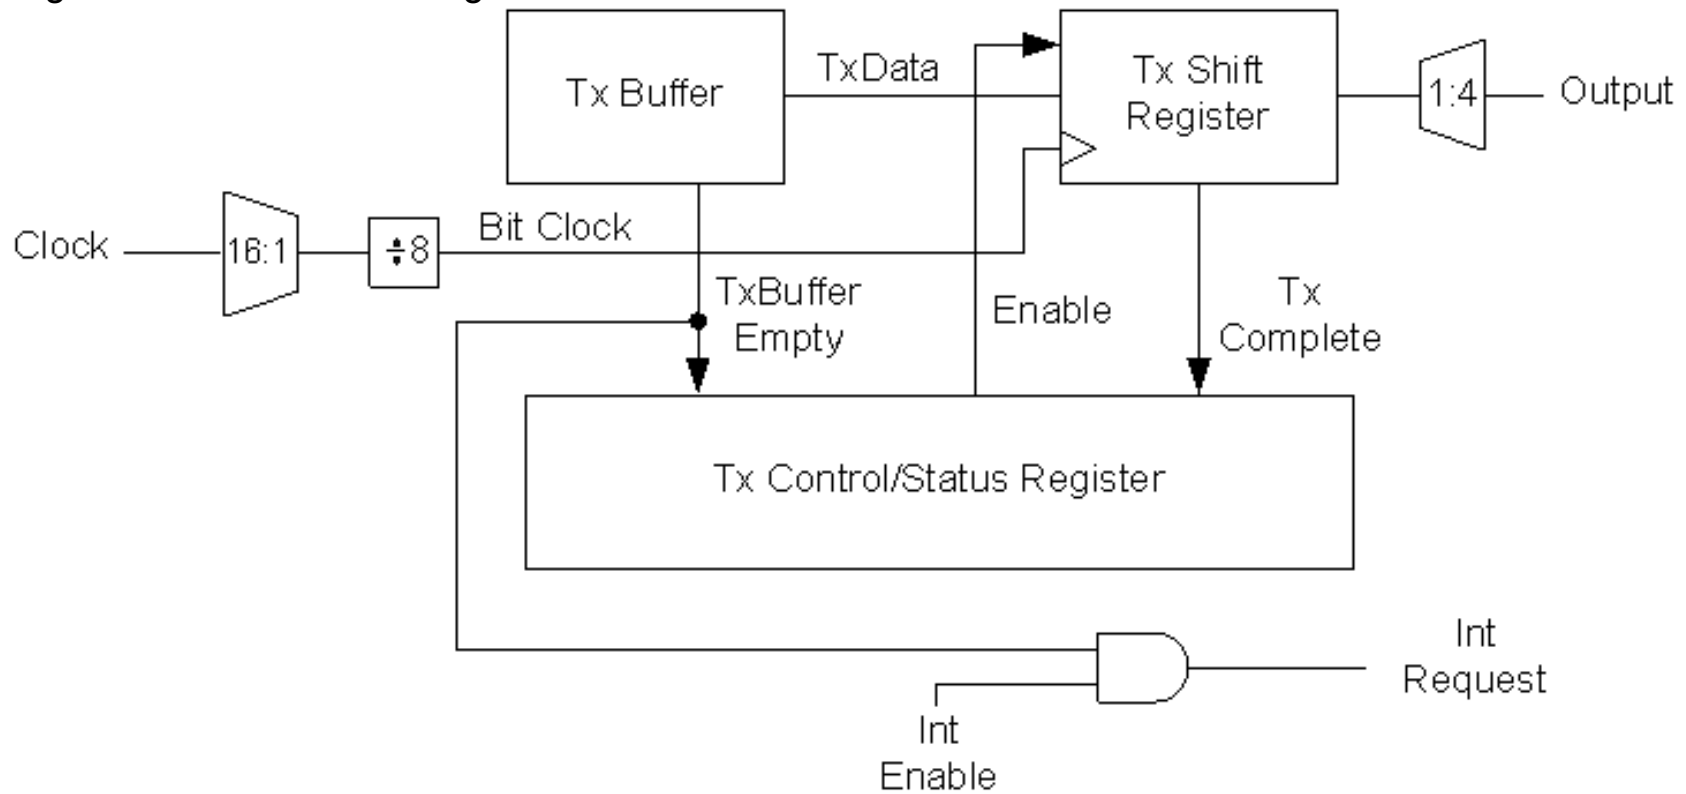 Tx Buffer
TxData
Tx Shift
Register
1:4
Output
Clock
16:1
÷8
Bit Clock
TxBuffer
Empty
Enable
Tx
Complete
Tx Control/Status Register
Int
Request
Int
Enable